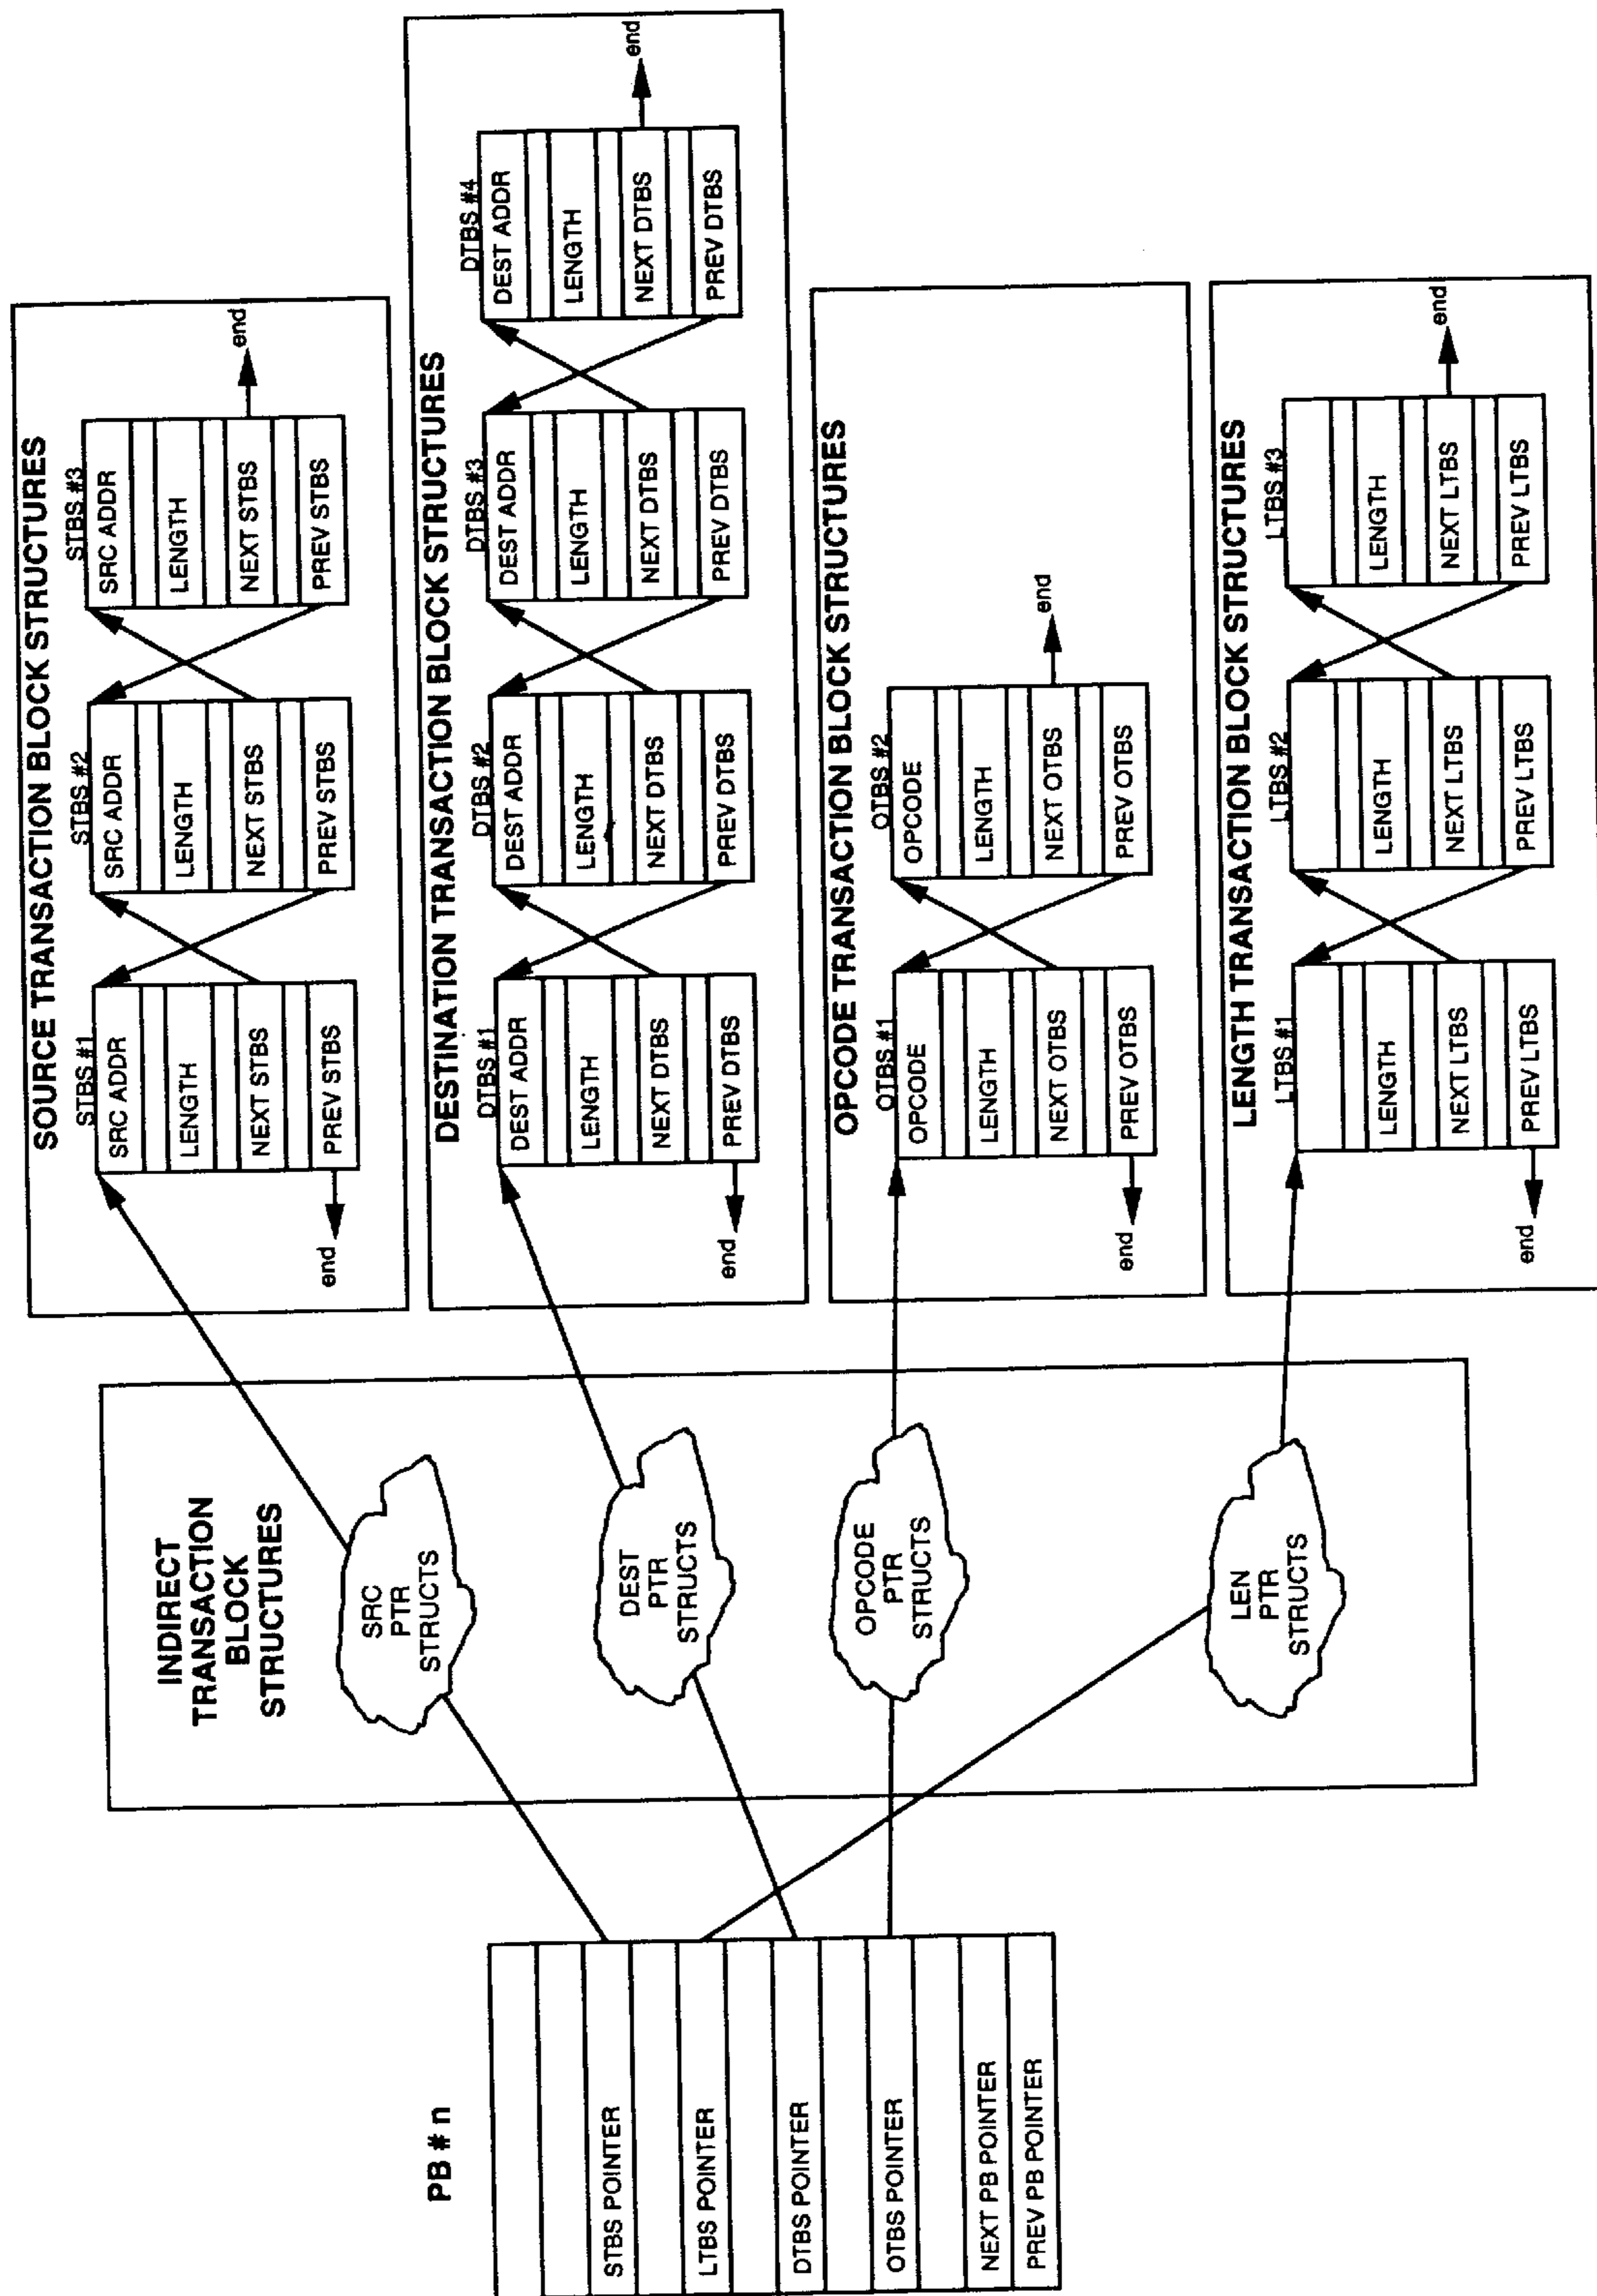 PB # n
STBS POINTER
LTBS POINTER
DTBS POINTER
OTBS POINTER
NEXT PB POINTER
PREV PB POINTER
INDIRECT
TRANSACTION
BLOCK
STRUCTURES
SRC
PTR
STRUCTS
DEST
PTR
STRUCTS
OPCODE
PTR
STRUCTS
LEN
PTR
STRUCTS
SOURCE TRANSACTION BLOCK STRUCTURES
STBS #1
SRC ADDR
LENGTH
NEXT STBS
PREV STBS
end
STBS #2
SRC ADDR
LENGTH
NEXT STBS
PREV STBS
STBS #3
SRC ADDR
LENGTH
NEXT STBS
PREV STBS
end
DESTINATION TRANSACTION BLOCK STRUCTURES
DTBS #1
DEST ADDR
LENGTH
NEXT DTBS
PREV DTBS
end
DTBS #2
DEST ADDR
LENGTH
NEXT DTBS
PREV DTBS
DTBS #3
DEST ADDR
LENGTH
NEXT DTBS
PREV DTBS
DTBS #4
DEST ADDR
LENGTH
NEXT DTBS
PREV DTBS
end
OPCODE TRANSACTION BLOCK STRUCTURES
OTBS #1
OPCODE
LENGTH
NEXT OTBS
PREV OTBS
end
OTBS #2
OPCODE
LENGTH
NEXT OTBS
PREV OTBS
end
LENGTH TRANSACTION BLOCK STRUCTURES
LTBS #1
LENGTH
NEXT LTBS
PREV LTBS
end
LTBS #2
LENGTH
NEXT LTBS
PREV LTBS
LTBS #3
LENGTH
NEXT LTBS
PREV LTBS
end